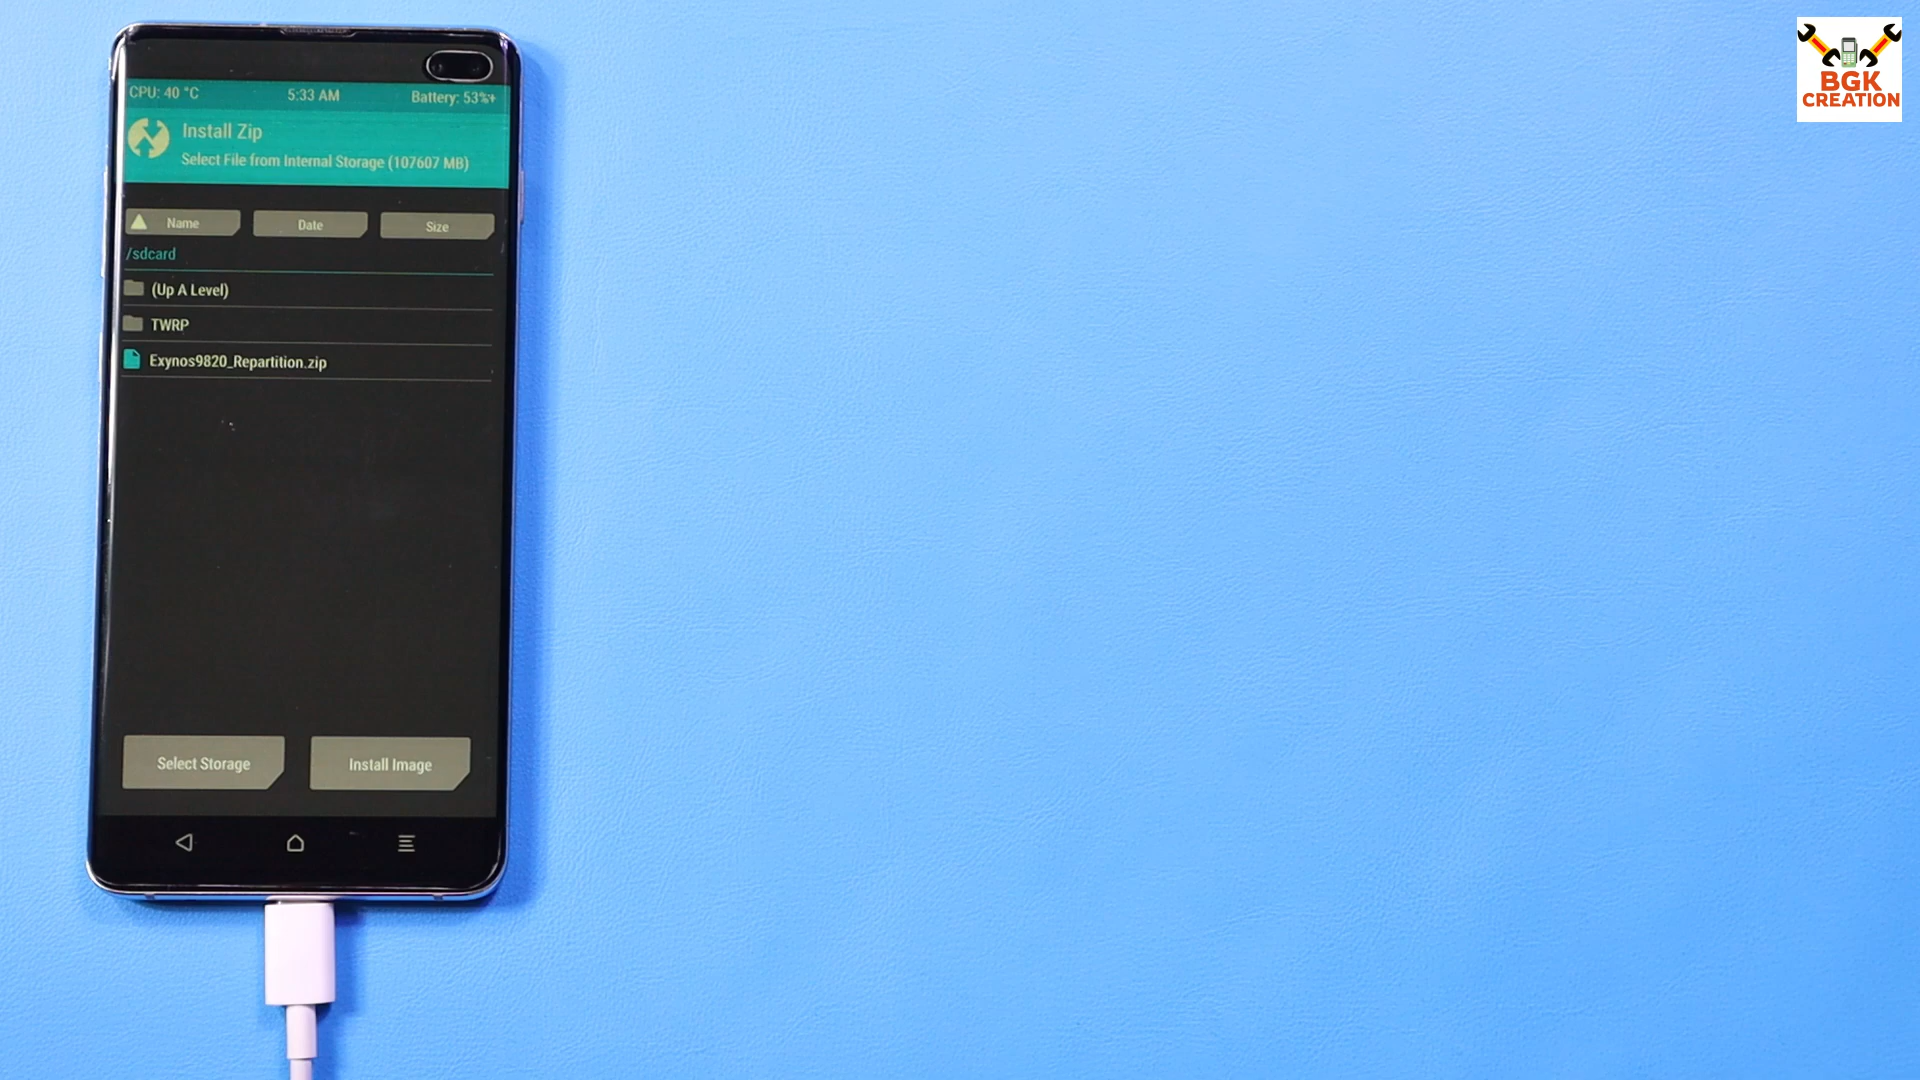 CPU: 40 °C 5:33 AM Battery: 53%+
Install Zip
Select File from Internal Storage (107607 MB)
Name Date Size
/sdcard
(Up A Level)
TWRP
Exynos9820_Repartition.zip
Select Storage Install Image
BGK
CREATION